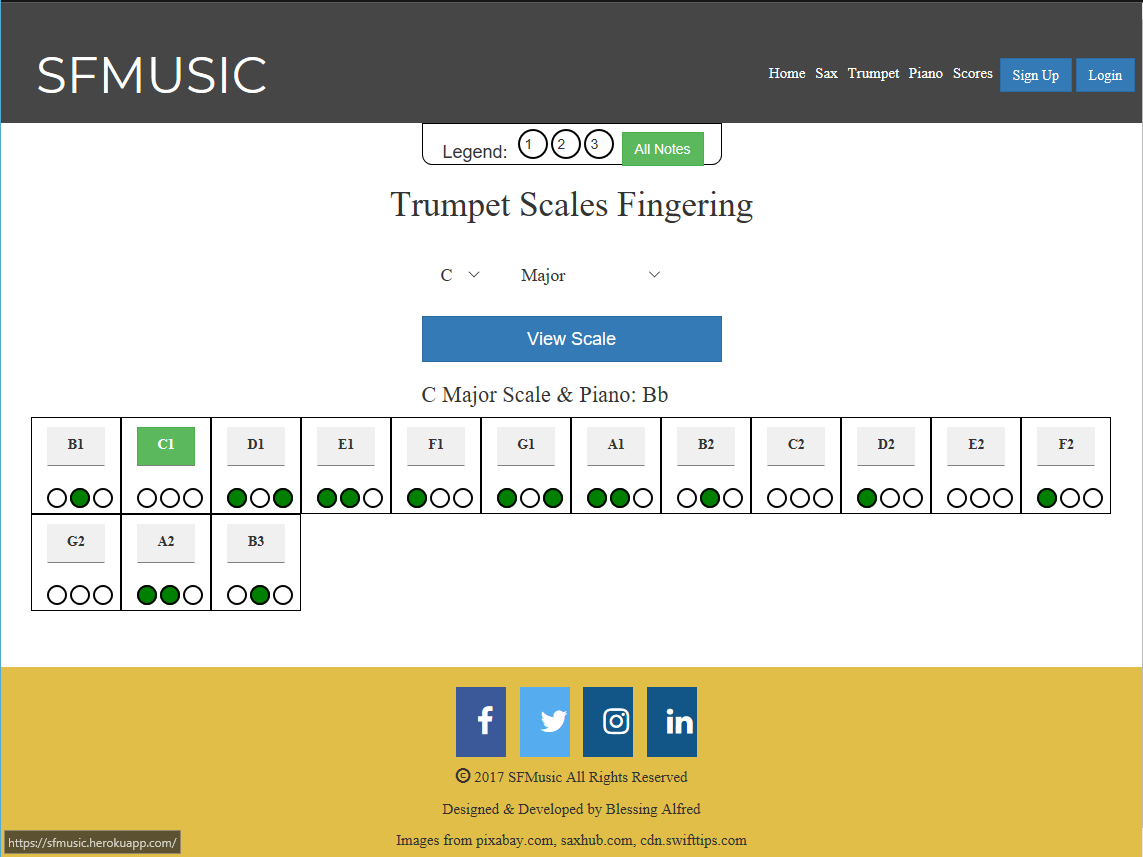 SFMUSIC
Home Sax Trumpet Piano Scores Sign Up Login
Legend: 1 2 3 All Notes
Trumpet Scales Fingering
C Major
View Scale
C Major Scale & Piano: Bb
B1 C1 D1 E1 F1 G1 A1 B2 C2 D2 E2 F2
G2 A2 B3
© 2017 SFMusic All Rights Reserved
Designed & Developed by Blessing Alfred
Images from pixabay.com, saxhub.com, cdn.swifttips.com
https://sfmusic.herokuapp.com/